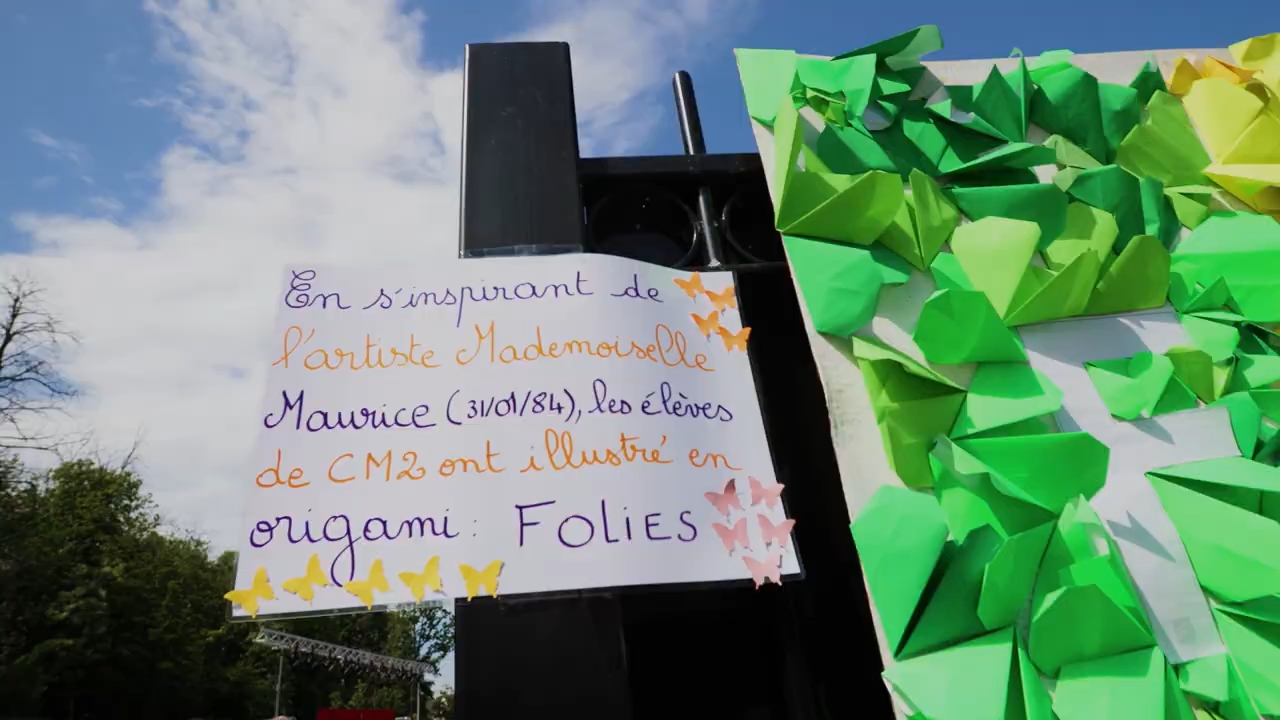 En s'inspirant de
l'artiste Mademoiselle
Maurice (31/01/84), les élèves
de CM2 ont illustré en
origami : FOLIES